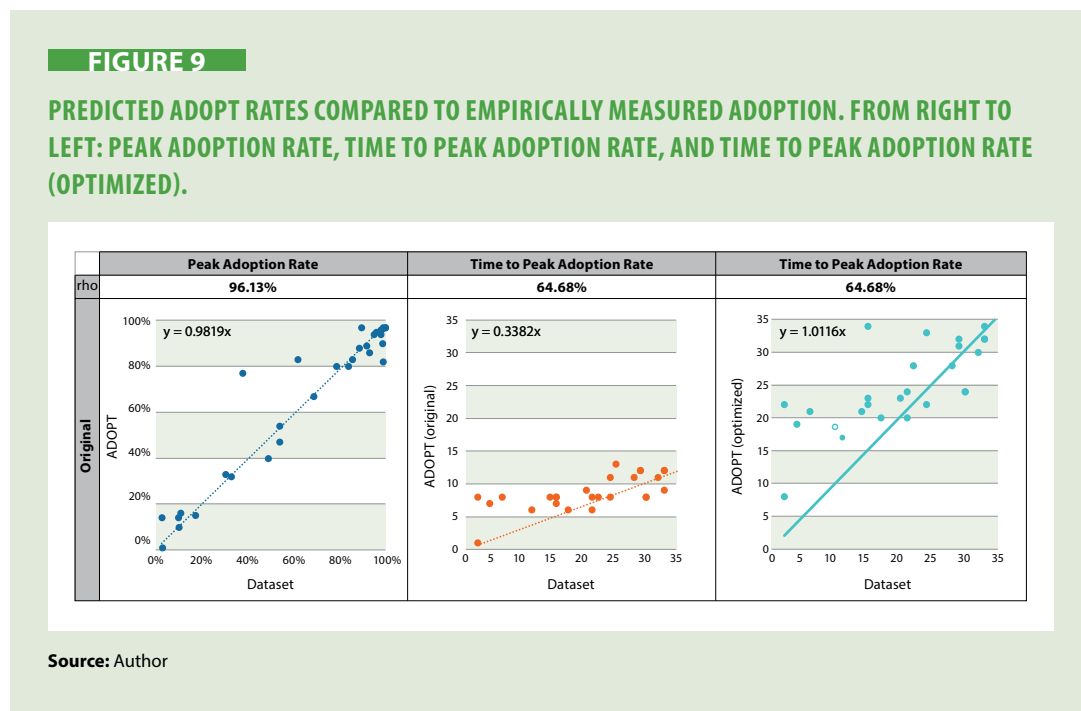 FIGURE 9
PREDICTED ADOPT RATES COMPARED TO EMPIRICALLY MEASURED ADOPTION. FROM RIGHT TO
LEFT: PEAK ADOPTION RATE, TIME TO PEAK ADOPTION RATE, AND TIME TO PEAK ADOPTION RATE
(OPTIMIZED).
Peak Adoption Rate
Time to Peak Adoption Rate
Time to Peak Adoption Rate
rho
96.13%
64.68%
64.68%
Original
ADOPT
100%
80%
60%
40%
20%
0%
y = 0.9819x
0% 20% 40% 60% 80% 100%
Dataset
ADOPT (original)
35
30
25
20
15
10
5
0
y = 0.3382x
0 5 10 15 20 25 30 35
Dataset
ADOPT (optimized)
35
30
25
20
15
10
5
0
y = 1.0116x
0 5 10 15 20 25 30 35
Dataset
Source: Author